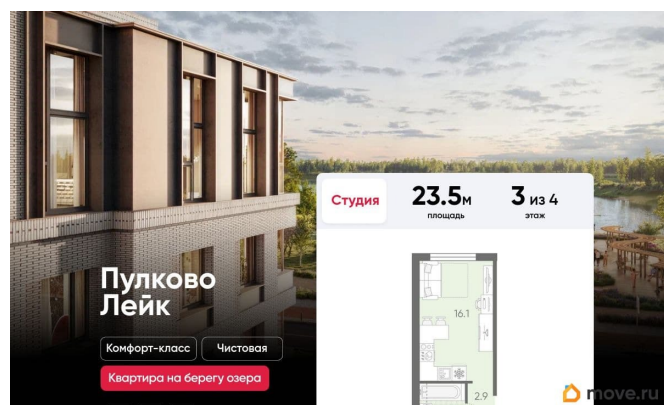 Студия
23.5м
площадь
3 из 4
этаж
Пулково
Лейк
16.1
Комфорт-класс
Чистовая
Квартира на берегу озера
2.9
move.ru